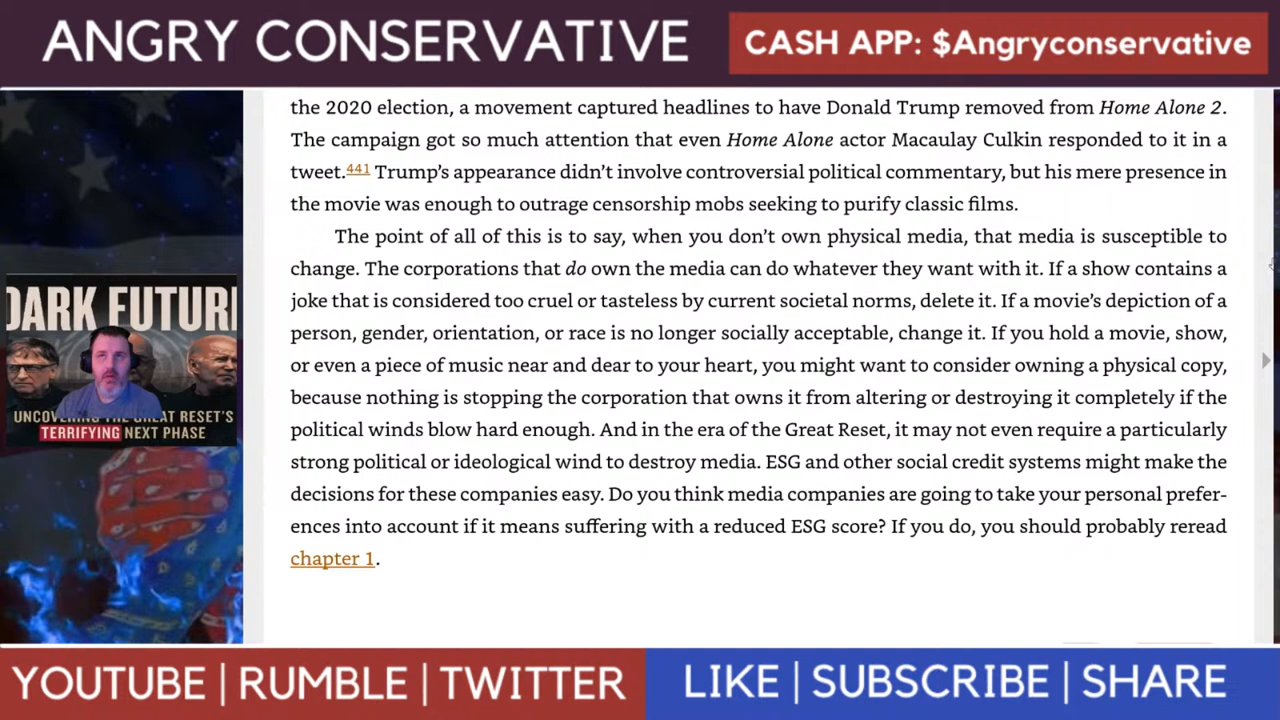 ANGRY CONSERVATIVE
CASH APP: $Angryconservative
the 2020 election, a movement captured headlines to have Donald Trump removed from Home Alone 2.
The campaign got so much attention that even Home Alone actor Macaulay Culkin responded to it in a
tweet.441 Trump’s appearance didn’t involve controversial political commentary, but his mere presence in
the movie was enough to outrage censorship mobs seeking to purify classic films.
The point of all of this is to say, when you don’t own physical media, that media is susceptible to
change. The corporations that do own the media can do whatever they want with it. If a show contains a
joke that is considered too cruel or tasteless by current societal norms, delete it. If a movie’s depiction of a
person, gender, orientation, or race is no longer socially acceptable, change it. If you hold a movie, show,
or even a piece of music near and dear to your heart, you might want to consider owning a physical copy,
because nothing is stopping the corporation that owns it from altering or destroying it completely if the
political winds blow hard enough. And in the era of the Great Reset, it may not even require a particularly
strong political or ideological wind to destroy media. ESG and other social credit systems might make the
decisions for these companies easy. Do you think media companies are going to take your personal prefer-
ences into account if it means suffering with a reduced ESG score? If you do, you should probably reread
chapter 1.
DARK
RESET’S
TERRIFYING NEXT PHASE
YOUTUBE | RUMBLE | TWITTER
LIKE | SUBSCRIBE | SHARE